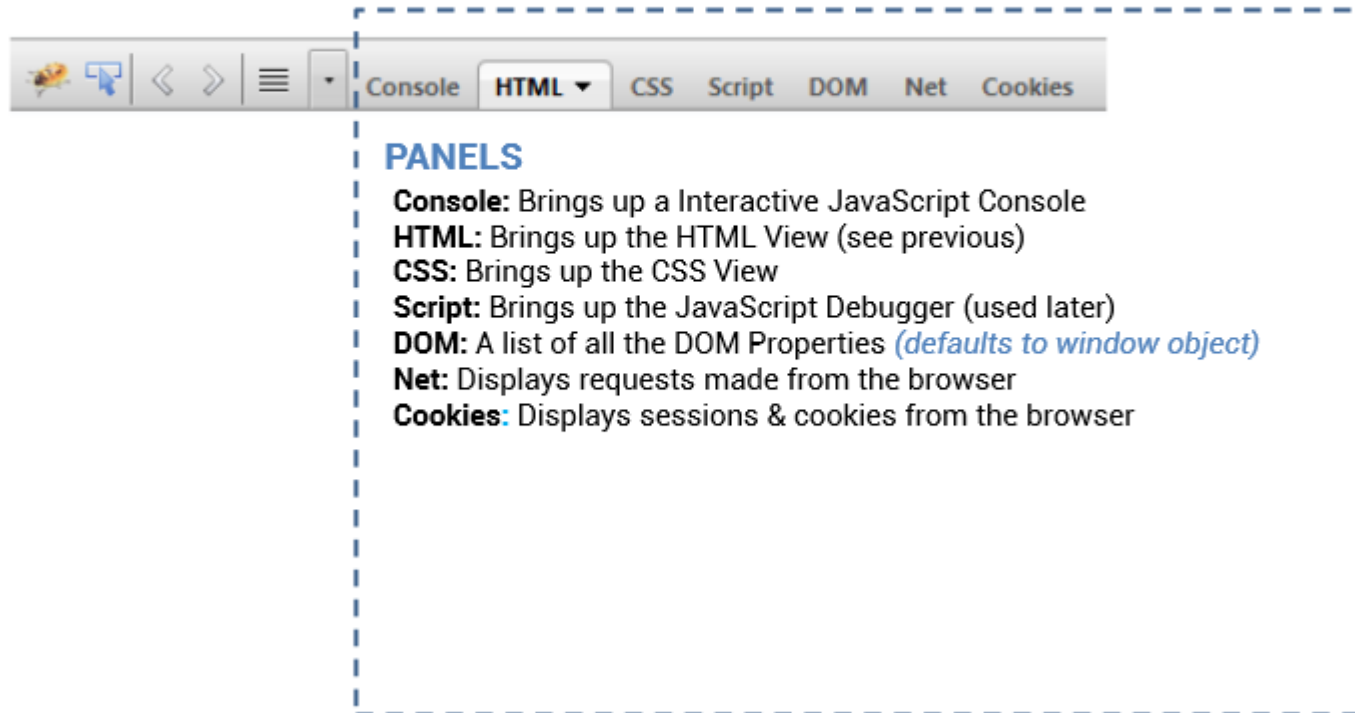 Console HTML CSS Script DOM Net Cookies
PANELS
Console: Brings up a Interactive JavaScript Console
HTML: Brings up the HTML View (see previous)
CSS: Brings up the CSS View
Script: Brings up the JavaScript Debugger (used later)
DOM: A list of all the DOM Properties (defaults to window object)
Net: Displays requests made from the browser
Cookies: Displays sessions & cookies from the browser